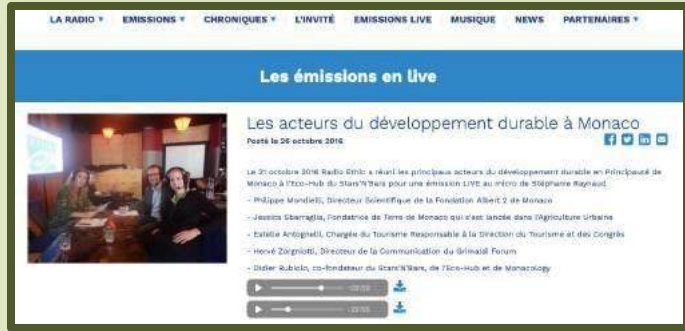 LA RADIO ▼ EMISSIONS ▼ CHRONIQUES ▼ L'INVITÉ EMISSIONS LIVE MUSIQUE NEWS PARTENAIRES ▼
Les émissions en live
Les acteurs du développement durable à Monaco
Posté le 26 octobre 2016
Le 21 octobre 2016 Radio Ethic a réuni les principaux acteurs du développement durable en Principauté de
Monaco à l'Eco-Hub du Stars'N'Bars pour une émission LIVE au micro de Stéphanie Raynaud
- Philippe Mondielli, Directeur Scientifique de la Fondation Albert 2 de Monaco
- Jessica Sbarraglia, Fondatrice de Terre de Monaco qui s'est lancée dans l'Agriculture Urbaine
- Estelle Antognelli, Chargée du Tourisme Responsable à la Direction du Tourisme et des Congrès
- Hervé Zorgniotti, Directeur de la Communication du Grimaldi Forum
- Didier Rubiolo, co-fondateur du Stars'N'Bars, de l'Eco-Hub et de Monacology